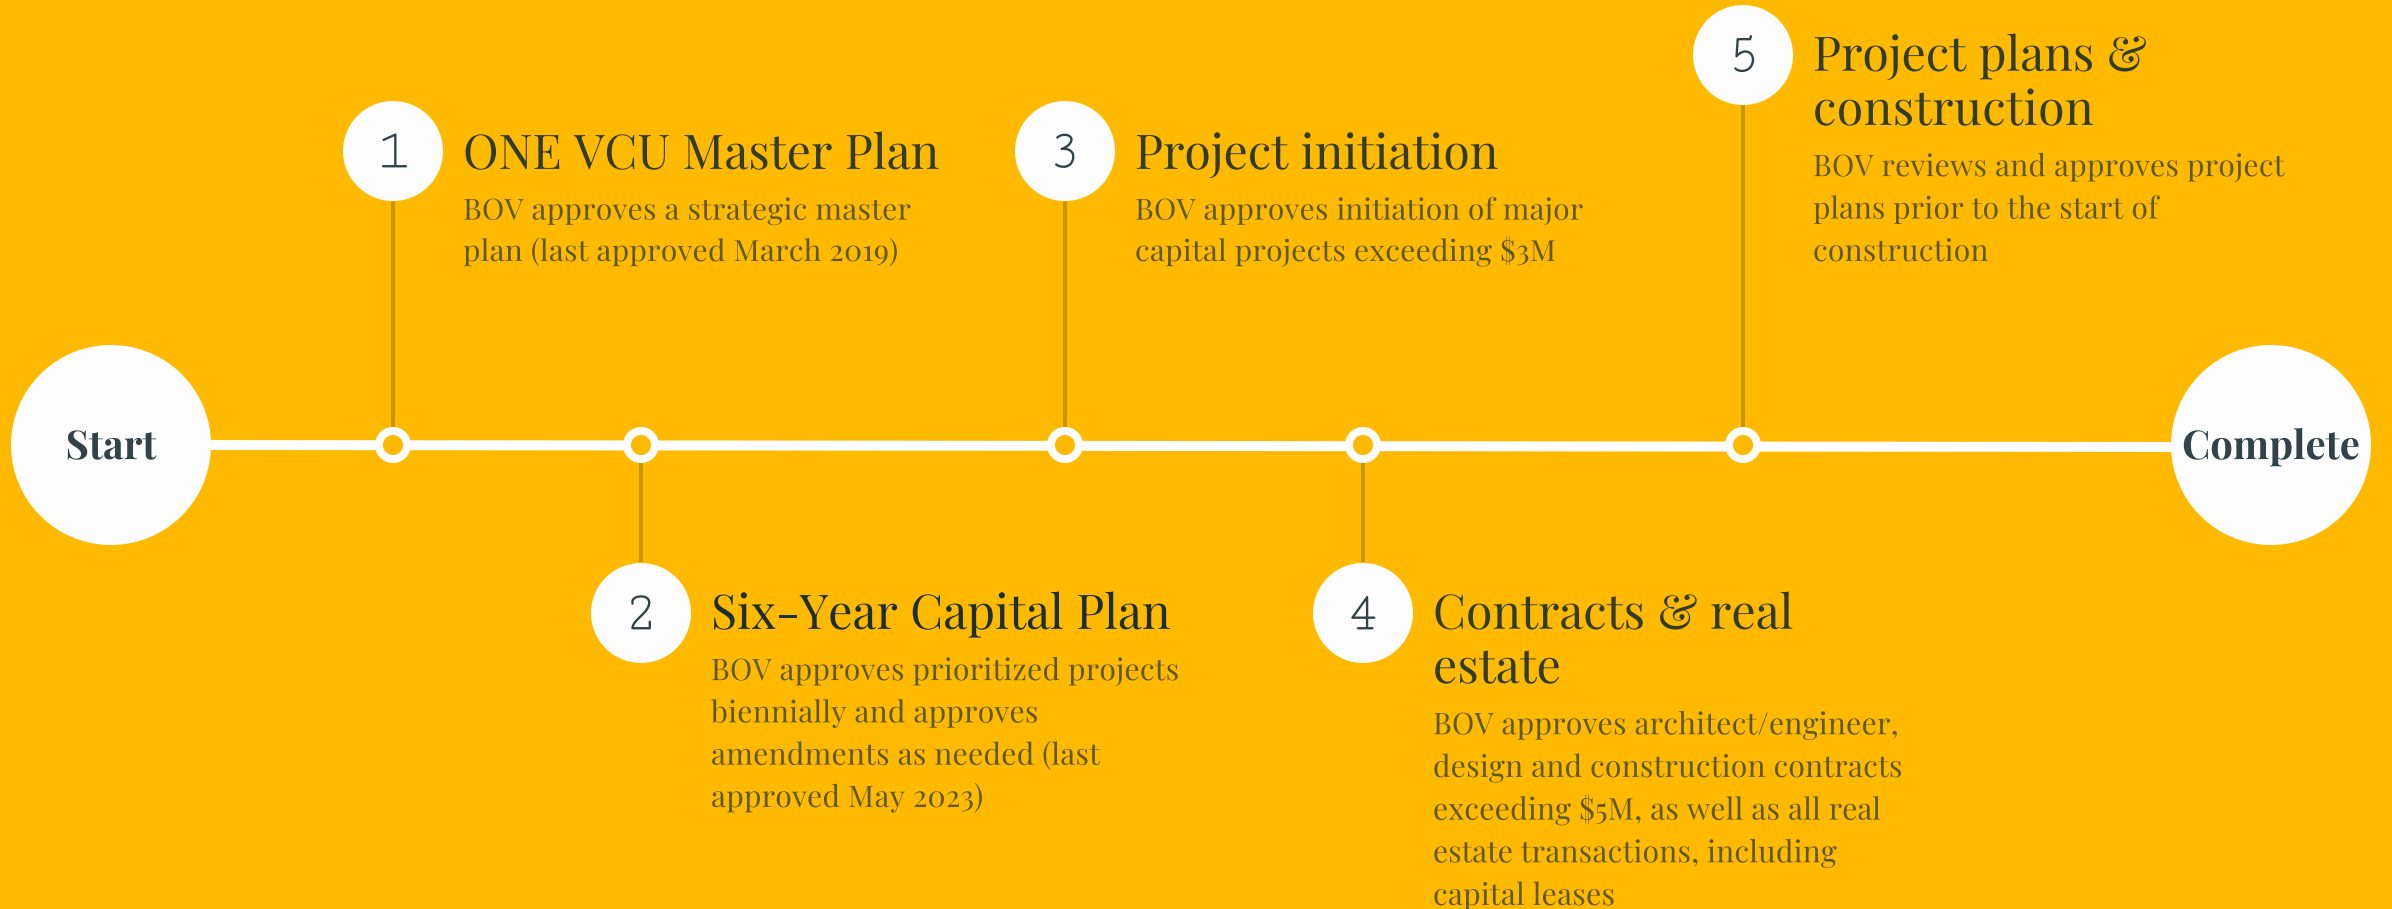 Start
1
ONE VCU Master Plan
BOV approves a strategic master
plan (last approved March 2019)
2
Six-Year Capital Plan
BOV approves prioritized projects
biennially and approves
amendments as needed (last
approved May 2023)
3
Project initiation
BOV approves initiation of major
capital projects exceeding $3M
4
Contracts & real
estate
BOV approves architect/engineer,
design and construction contracts
exceeding $5M, as well as all real
estate transactions, including
capital leases
5
Project plans &
construction
BOV reviews and approves project
plans prior to the start of
construction
Complete